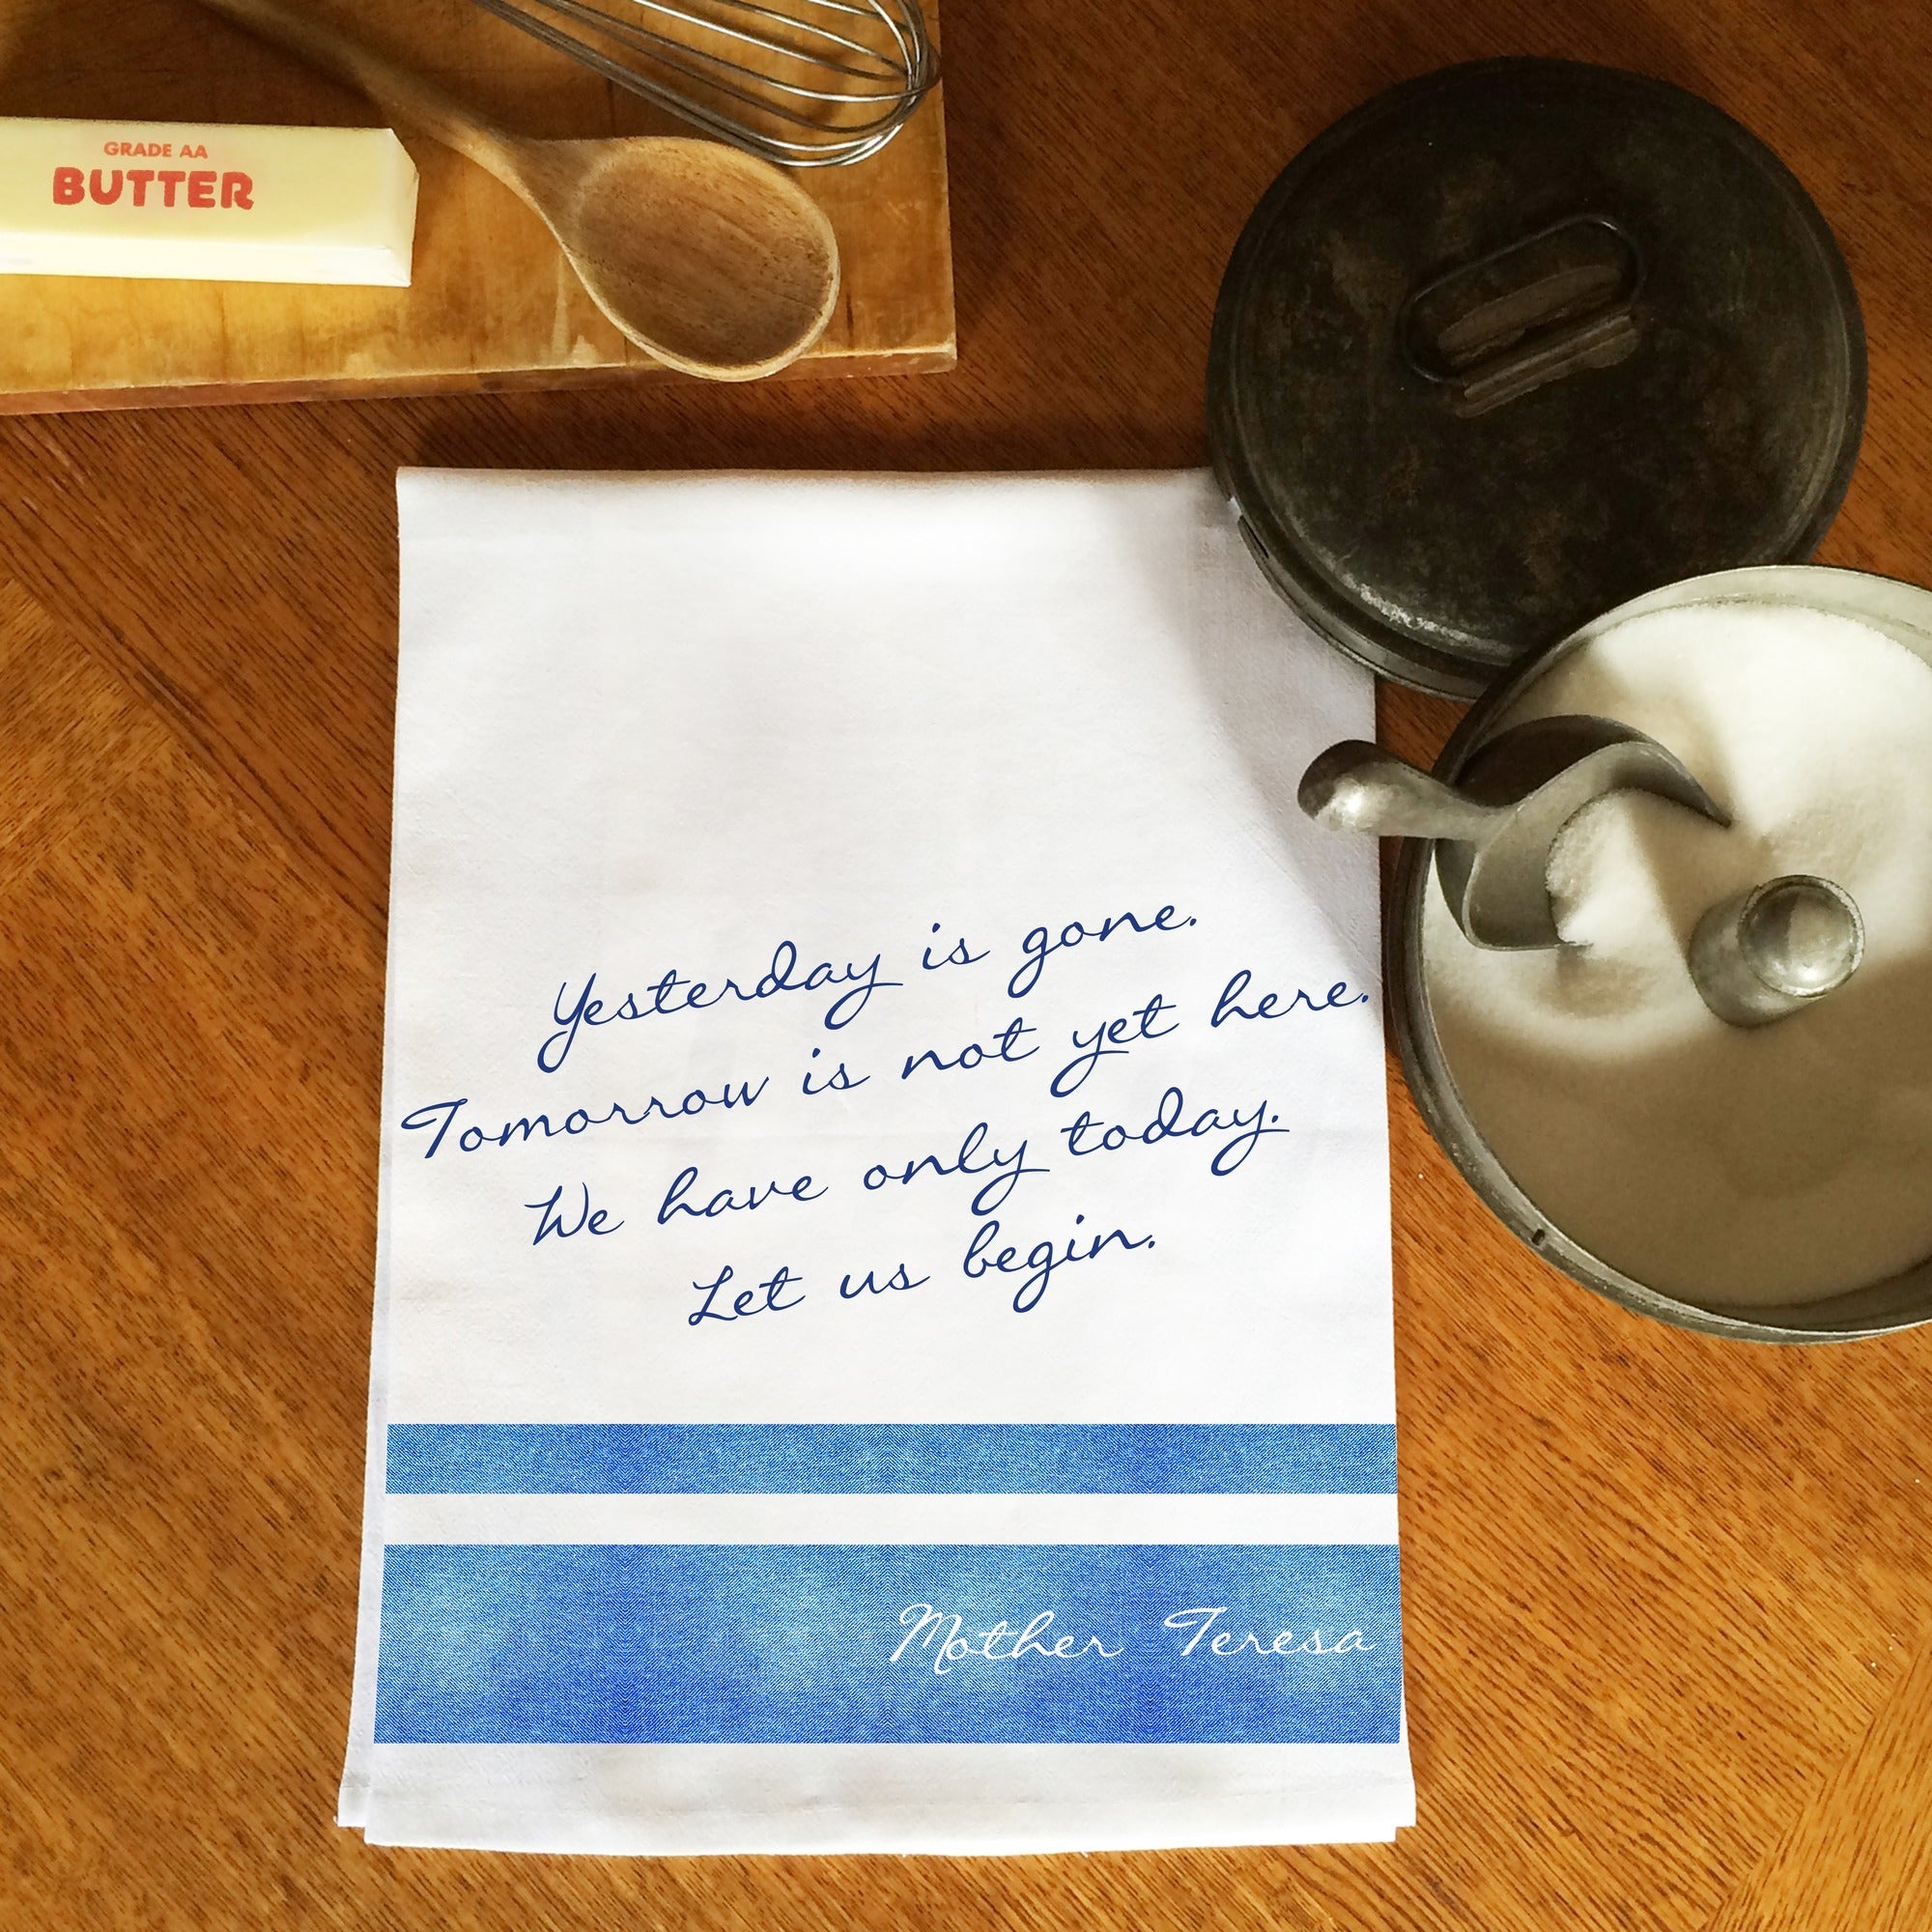 GRADE AA
BUTTER
Yesterday is gone.
Tomorrow is not yet here.
We have only today.
Let us begin.
Mother Teresa